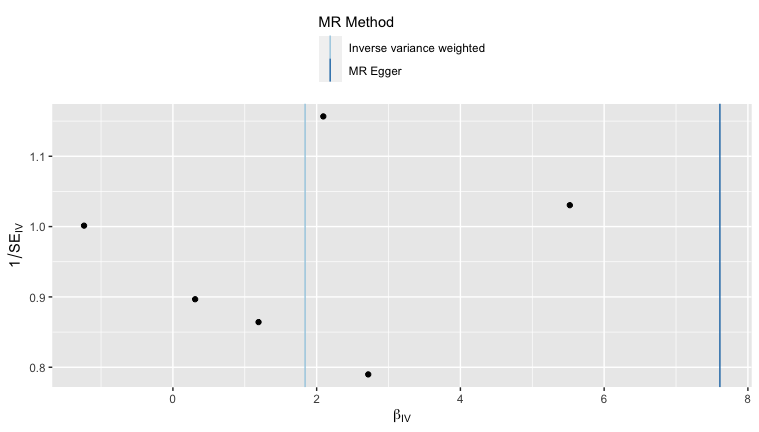 MR Method
Inverse variance weighted
MR Egger
1.1
1.0
0.9
0.8
1/SE_IV
0 2 4 6 8
β_IV